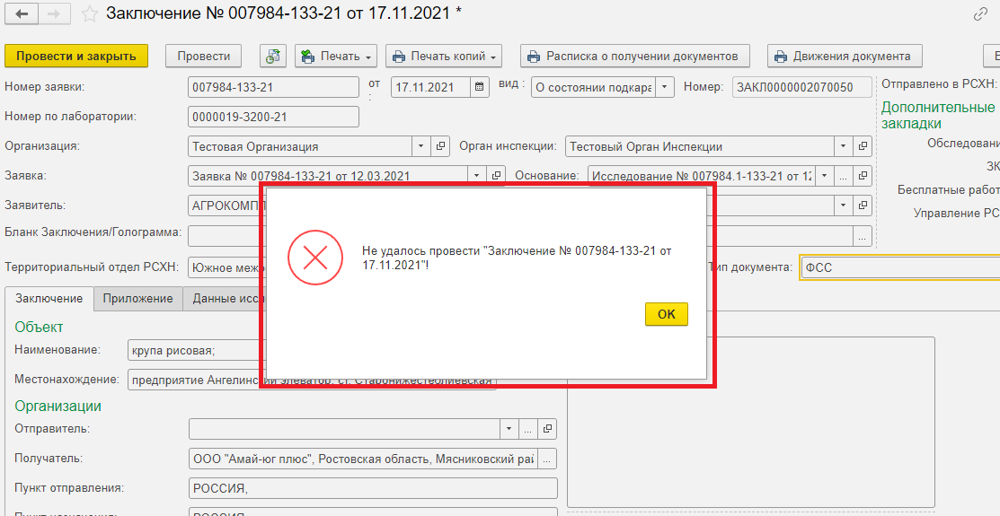 Заключение № 007984-133-21 от 17.11.2021 *
Провести и закрыть Провести Печать Печать копий Расписка о получении документов Движения документа
Номер заявки: 007984-133-21 от : 17.11.2021 вид : О состоянии подкара Номер: ЗАКЛ0000002070050 Отправлено в РСХН:
Номер по лаборатории: 0000019-3200-21
Дополнительные
закладки
Организация: Тестовая Организация Орган инспекции: Тестовый Орган Инспекции Обследовани
Заявка: Заявка № 007984-133-21 от 12.03.2021 Основание: Исследование № 007984.1-133-21 от 12 ЗК
Заявитель: АГРОКОМПЛ Бесплатные работ
Управление РС
Бланк Заключения/Голограмма: ...
Территориальный отдел РСХН: Южное межр Тип документа: ФСС
Не удалось провести "Заключение № 007984-133-21 от
17.11.2021"!
OK
Заключение Приложение Данные иссл
Объект
Наименование: крупа рисовая;
Местонахождение: предприятие Ангелинский элеватор, ст. Старонижестеблиевская
Организации
Отправитель:
Получатель: ООО "Амай-юг плюс", Ростовская область, Мясниковский рай
Пункт отправления: РОССИЯ,
Пункт назначения: РОССИЯ